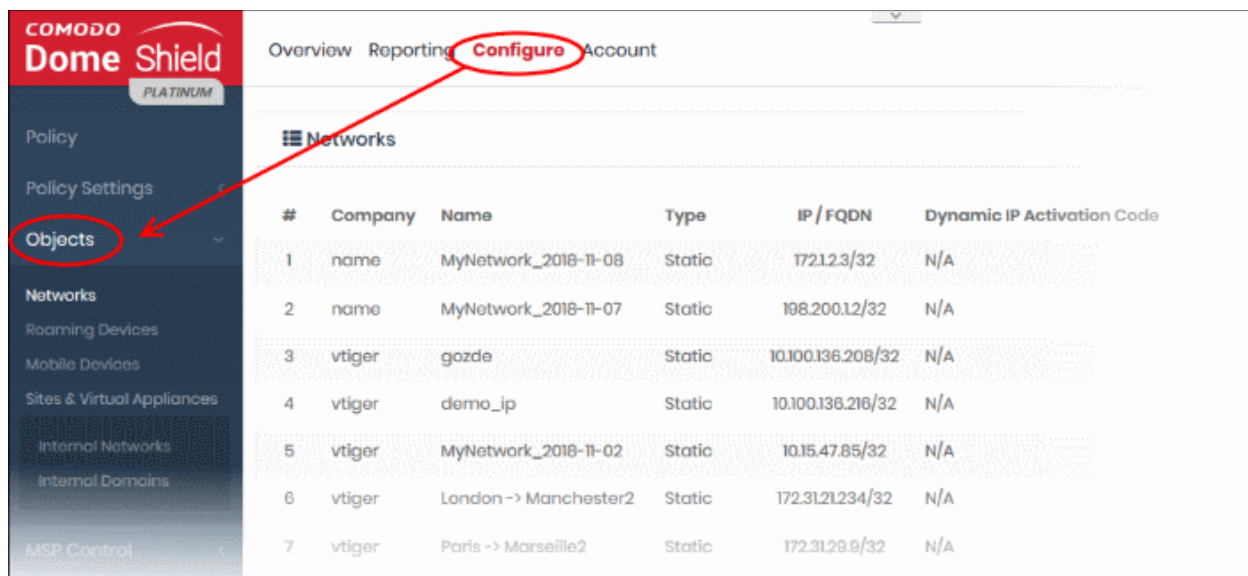 COMODO
Dome Shield
PLATINUM
Overview Reporting Configure Account
Policy
Policy Settings
Objects
Networks
Roaming Devices
Mobile Devices
Sites & Virtual Appliances
Internal Networks
Internal Domains
MSP Control
Networks
# Company Name Type IP / FQDN Dynamic IP Activation Code
1 name MyNetwork_2018-11-08 Static 172.1.2.3/32 N/A
2 name MyNetwork_2018-11-07 Static 198.200.1.2/32 N/A
3 vtiger gozde Static 10.100.136.208/32 N/A
4 vtiger demo_ip Static 10.100.136.216/32 N/A
5 vtiger MyNetwork_2018-11-02 Static 10.15.47.85/32 N/A
6 vtiger London -> Manchester2 Static 172.31.21.234/32 N/A
7 vtiger Paris -> Marseille2 Static 172.31.29.9/32 N/A